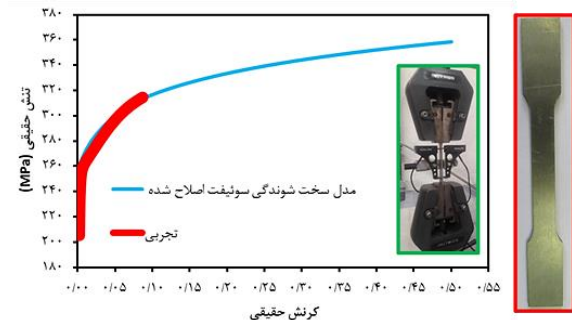 ۳۸۰
۳۶۰
۳۴۰
۳۲۰
۳۰۰
۲۸۰
۲۶۰
۲۴۰
۲۲۰
۲۰۰
۱۸۰
تنش حقیقی (MPa)
مدل سخت شوندگی سوئیفت اصلاح شده
تجربی
۰/۰۰ ۰/۰۵ ۰/۱۰ ۰/۱۵ ۰/۲۰ ۰/۲۵ ۰/۳۰ ۰/۳۵ ۰/۴۰ ۰/۴۵ ۰/۵۰ ۰/۵۵
کرنش حقیقی